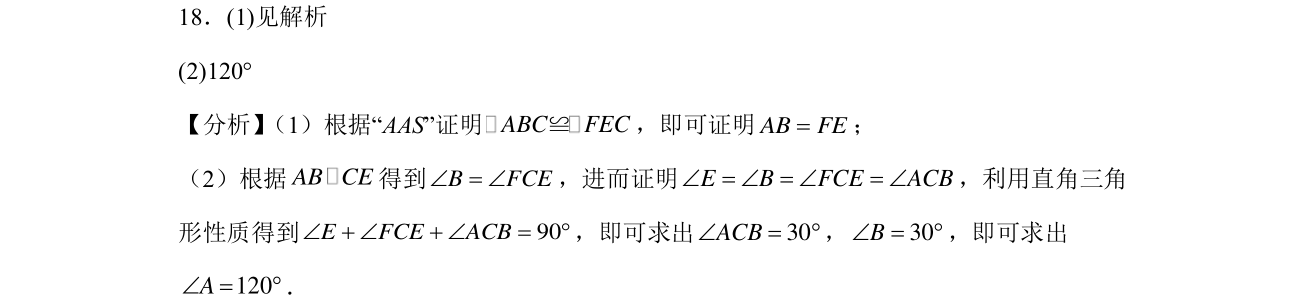 18．(1)见解析
(2)120°
【分析】（1）根据“AAS”证明□ABC≌□FEC，即可证明AB = FE；
（2）根据AB□CE得到∠B = ∠FCE，进而证明∠E = ∠B = ∠FCE = ∠ACB，利用直角三角
形性质得到∠E + ∠FCE + ∠ACB = 90°，即可求出∠ACB = 30°，∠B = 30°，即可求出
∠A =120°．